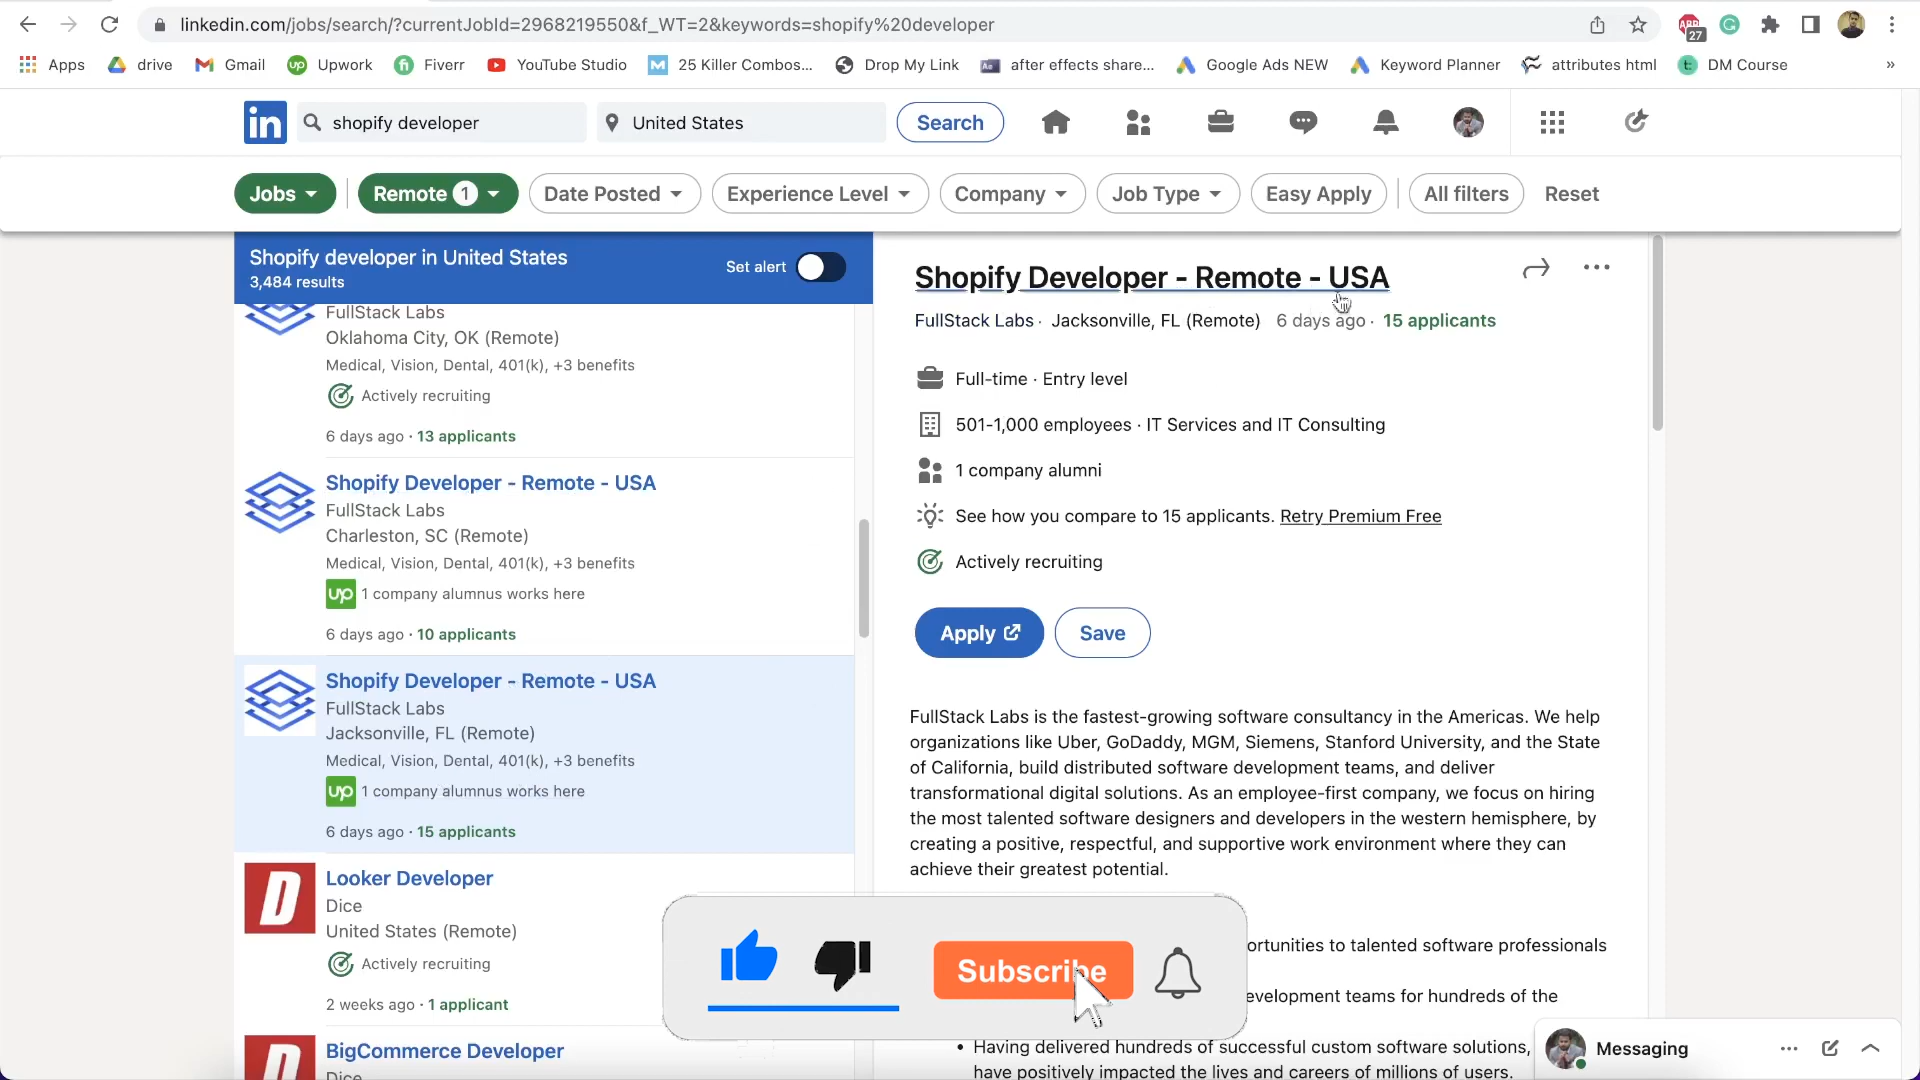 linkedin.com/jobs/search/?currentJobId=2968219550&f_WT=2&keywords=shopify%20developer
ABP
27
Apps
drive
Gmail
up
Upwork
fi
Fiverr
YouTube Studio
M
25 Killer Combos...
Drop My Link
Ae
after effects share...
Google Ads NEW
Keyword Planner
attributes html
t:
DM Course
»
in
shopify developer
United States
Search
Jobs
Remote 1
Date Posted
Experience Level
Company
Job Type
Easy Apply
All filters
Reset
Shopify developer in United States
3,484 results
Set alert
FullStack Labs
Oklahoma City, OK (Remote)
Medical, Vision, Dental, 401(k), +3 benefits
Actively recruiting
6 days ago · 13 applicants
Shopify Developer - Remote - USA
FullStack Labs
Charleston, SC (Remote)
Medical, Vision, Dental, 401(k), +3 benefits
up 1 company alumnus works here
6 days ago · 10 applicants
Shopify Developer - Remote - USA
FullStack Labs
Jacksonville, FL (Remote)
Medical, Vision, Dental, 401(k), +3 benefits
up 1 company alumnus works here
6 days ago · 15 applicants
D
Looker Developer
Dice
United States (Remote)
Actively recruiting
2 weeks ago · 1 applicant
BigCommerce Developer
Dice
Shopify Developer - Remote - USA
FullStack Labs · Jacksonville, FL (Remote) 6 days ago · 15 applicants
Full-time · Entry level
501-1,000 employees · IT Services and IT Consulting
1 company alumni
See how you compare to 15 applicants. Retry Premium Free
Actively recruiting
Apply
Save
FullStack Labs is the fastest-growing software consultancy in the Americas. We help
organizations like Uber, GoDaddy, MGM, Siemens, Stanford University, and the State
of California, build distributed software development teams, and deliver
transformational digital solutions. As an employee-first company, we focus on hiring
the most talented software designers and developers in the western hemisphere, by
creating a positive, respectful, and supportive work environment where they can
achieve their greatest potential.
ortunities to talented software professionals
evelopment teams for hundreds of the
• Having delivered hundreds of successful custom software solutions,
have positively impacted the lives and careers of millions of users.
Subscribe
Messaging